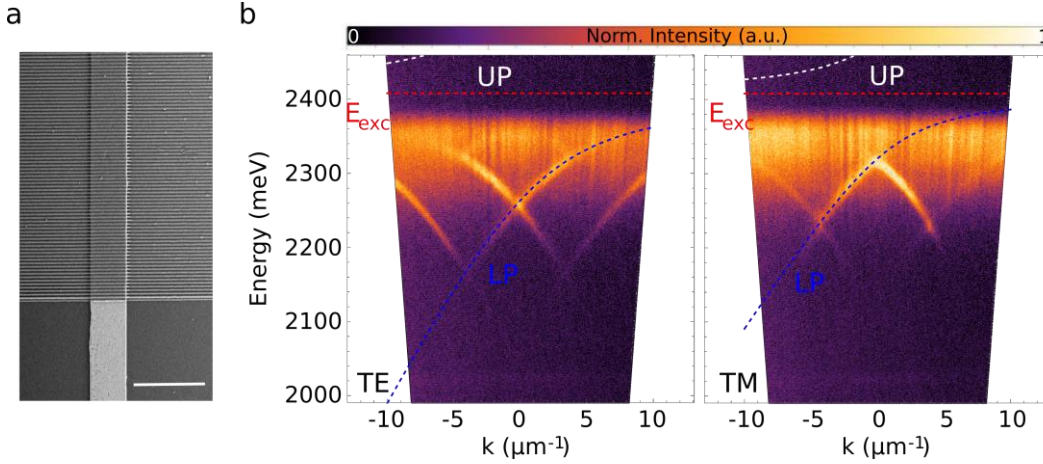 a
b
0 Norm. Intensity (a.u.) 1
Energy (meV)
2400
2300
2200
2100
2000
UP
E_exc
LP
TE
-10 -5 0 5 10
k (μm⁻¹)
UP
E_exc
LP
TM
-10 -5 0 5 10
k (μm⁻¹)